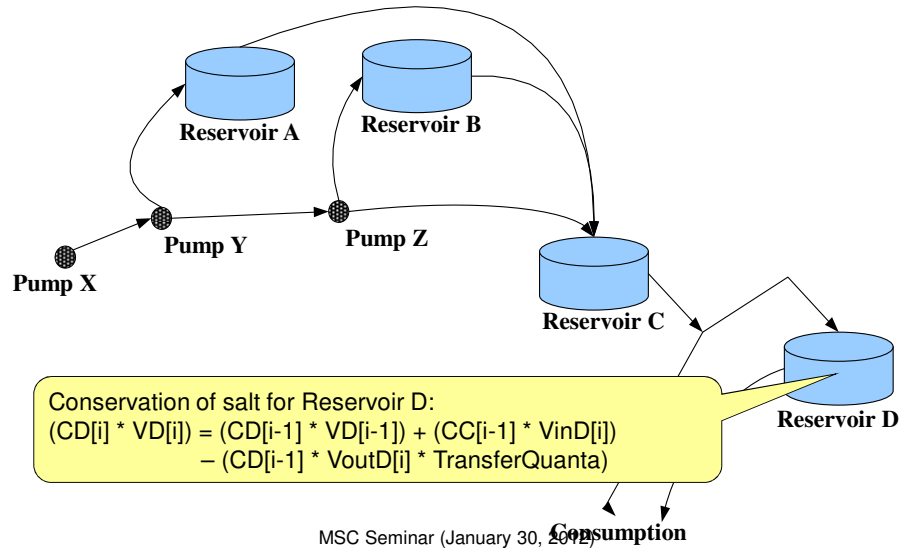 Reservoir A
Reservoir B
Pump Y
Pump Z
Pump X
Reservoir C
Reservoir D
Conservation of salt for Reservoir D:
(CD[i] * VD[i]) = (CD[i-1] * VD[i-1]) + (CC[i-1] * VinD[i])
– (CD[i-1] * VoutD[i] * TransferQuanta)
Consumption
MSC Seminar (January 30, 2012)